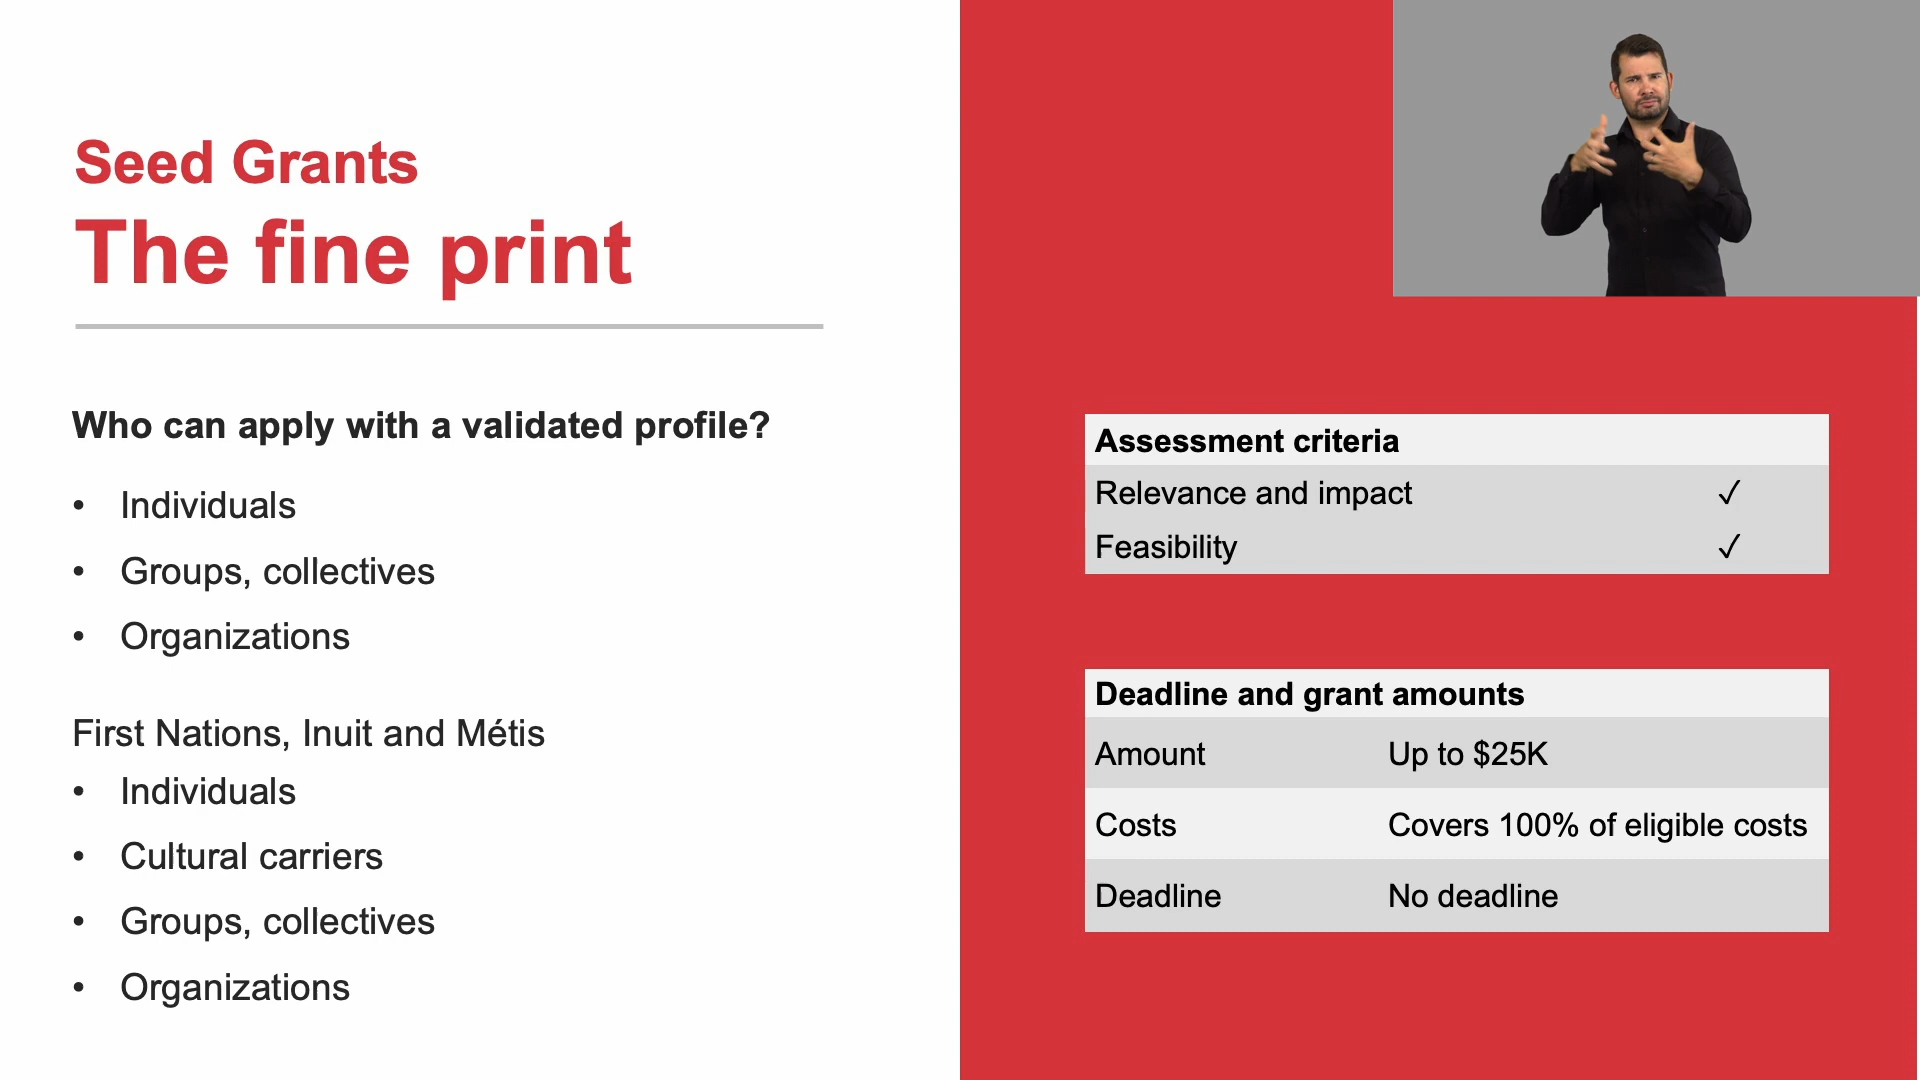 Seed Grants
The fine print
Who can apply with a validated profile?
• Individuals
• Groups, collectives
• Organizations
First Nations, Inuit and Métis
• Individuals
• Cultural carriers
• Groups, collectives
• Organizations
Assessment criteria
Relevance and impact ✓
Feasibility ✓
Deadline and grant amounts
Amount Up to $25K
Costs Covers 100% of eligible costs
Deadline No deadline